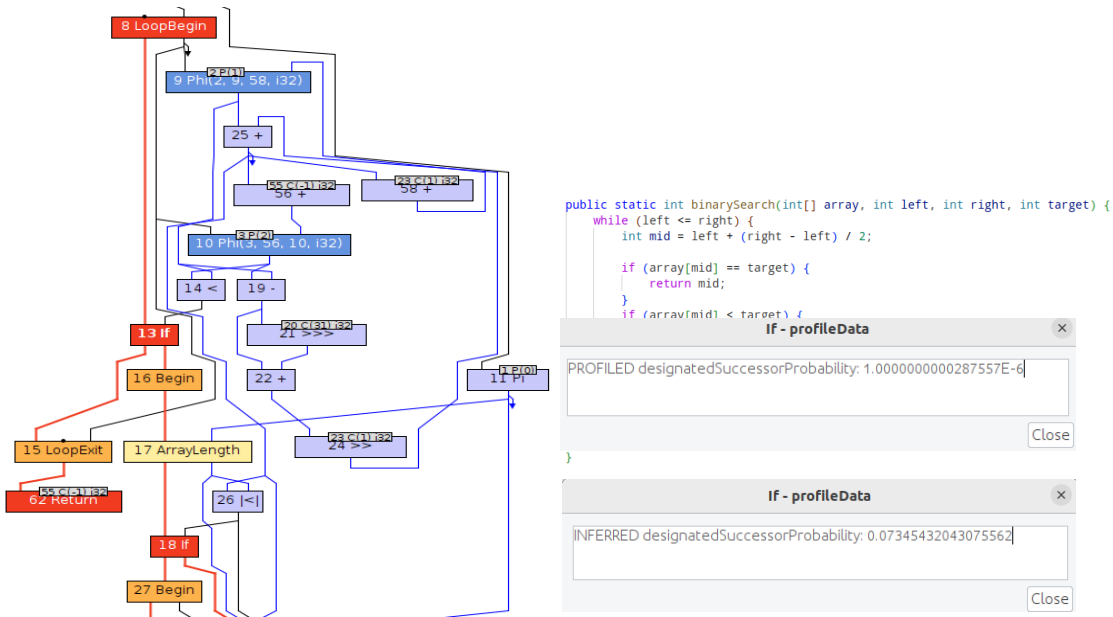 8 LoopBegin
2 P(1)
9 Phi(2, 9, 58, i32)
25 +
55 C(-1) i32
56 +
23 C(1) i32
58 +
3 P(2)
10 Phi(3, 56, 10, i32)
14 <
19 -
20 C(31) i32
21 >>>
13 If
16 Begin
22 +
1 P(0)
11 Pi
15 LoopExit
17 ArrayLength
23 C(1) i32
24 >>
55 C(-1) i32
62 Return
26 |<|
18 If
27 Begin
public static int binarySearch(int[] array, int left, int right, int target) {
while (left <= right) {
int mid = left + (right - left) / 2;
if (array[mid] == target) {
return mid;
}
if (array[mid] < target) {
If - profileData
PROFILED designatedSuccessorProbability: 1.0000000000287557E-6
Close
}
If - profileData
INFERRED designatedSuccessorProbability: 0.07345432043075562
Close